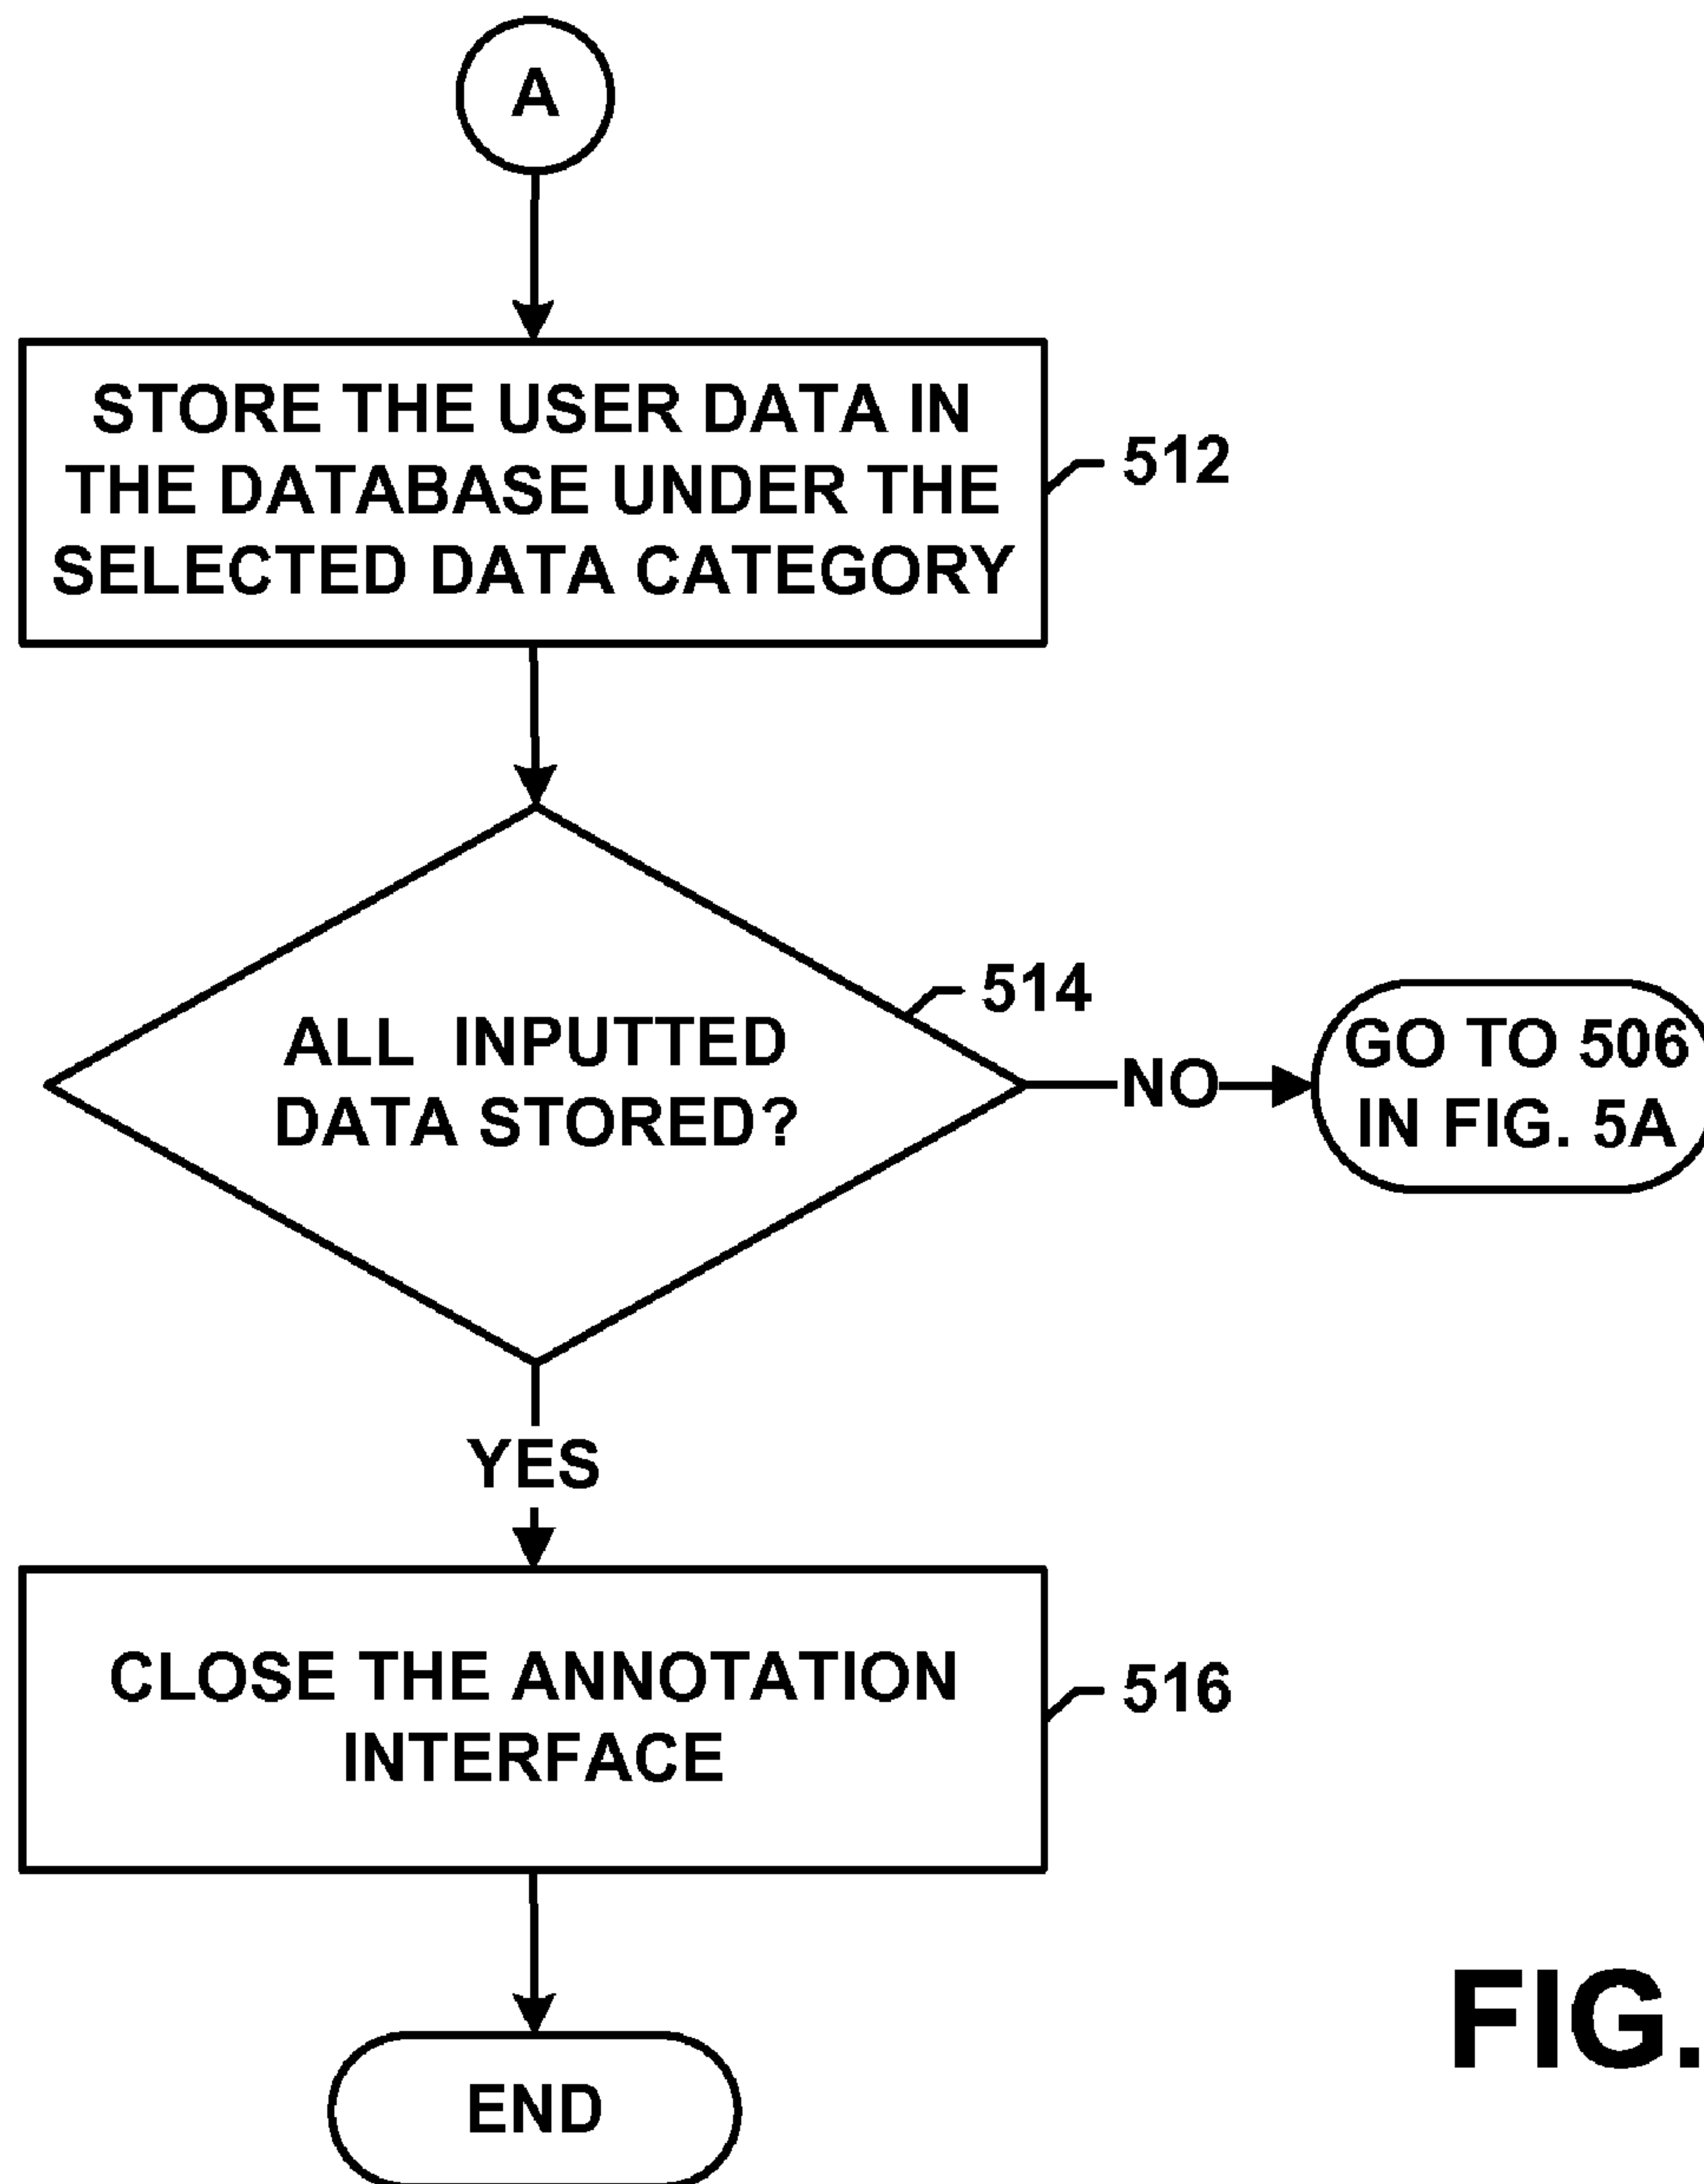 A
STORE THE USER DATA IN
THE DATABASE UNDER THE
SELECTED DATA CATEGORY
512
514
ALL INPUTTED
DATA STORED?
NO
GO TO 506
IN FIG. 5A
YES
CLOSE THE ANNOTATION
INTERFACE
516
END
FIG.